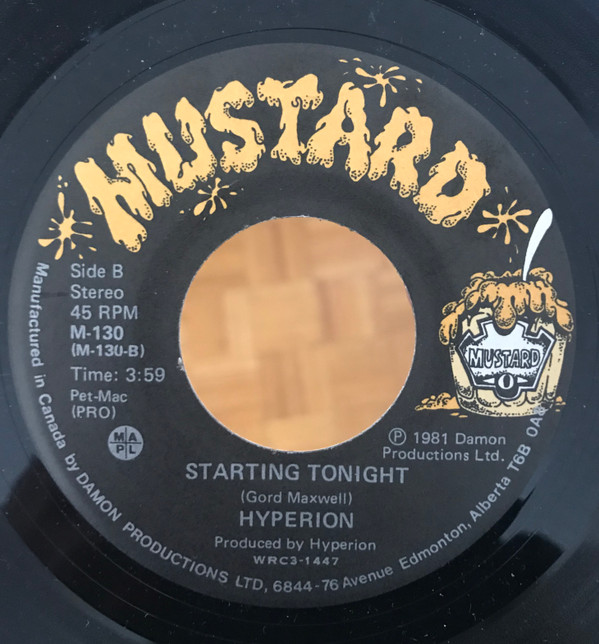 MUSTARD
Side B
Stereo
45 RPM
M-130
(M-130-B)
Time: 3:59
Pet-Mac
(PRO)
M A
P L
MUSTARD
O
℗ 1981 Damon
Productions Ltd.
STARTING TONIGHT
(Gord Maxwell)
HYPERION
Produced by Hyperion
WRC3-1447
Manufactured in Canada by DAMON PRODUCTIONS LTD, 6844-76 Avenue Edmonton, Alberta T6B 0A8